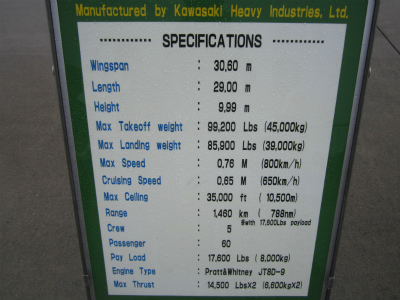 Manufactured by Kawasaki Heavy Industries, Ltd.
SPECIFICATIONS
Wingspan : 30,60 m
Length : 29,00 m
Height : 9,99 m
Max Takeoff weight : 99,200 Lbs (45,000kg)
Max Landing weight : 85,900 Lbs (39,000kg)
Max Speed : 0,76 M (800km/h)
Cruising Speed : 0,65 M (650km/h)
Max Ceiling : 35,000 ft (10,500m)
Range : 1,460 km ( 788nm)
@with 17,600Lbs payload
Crew : 5
Passenger : 60
Pay Load : 17,600 Lbs ( 8,000kg)
Engine Type : Pratt&Whitney JT8D-9
Max Thrust : 14,500 LbsX2 (6,600kgX2)